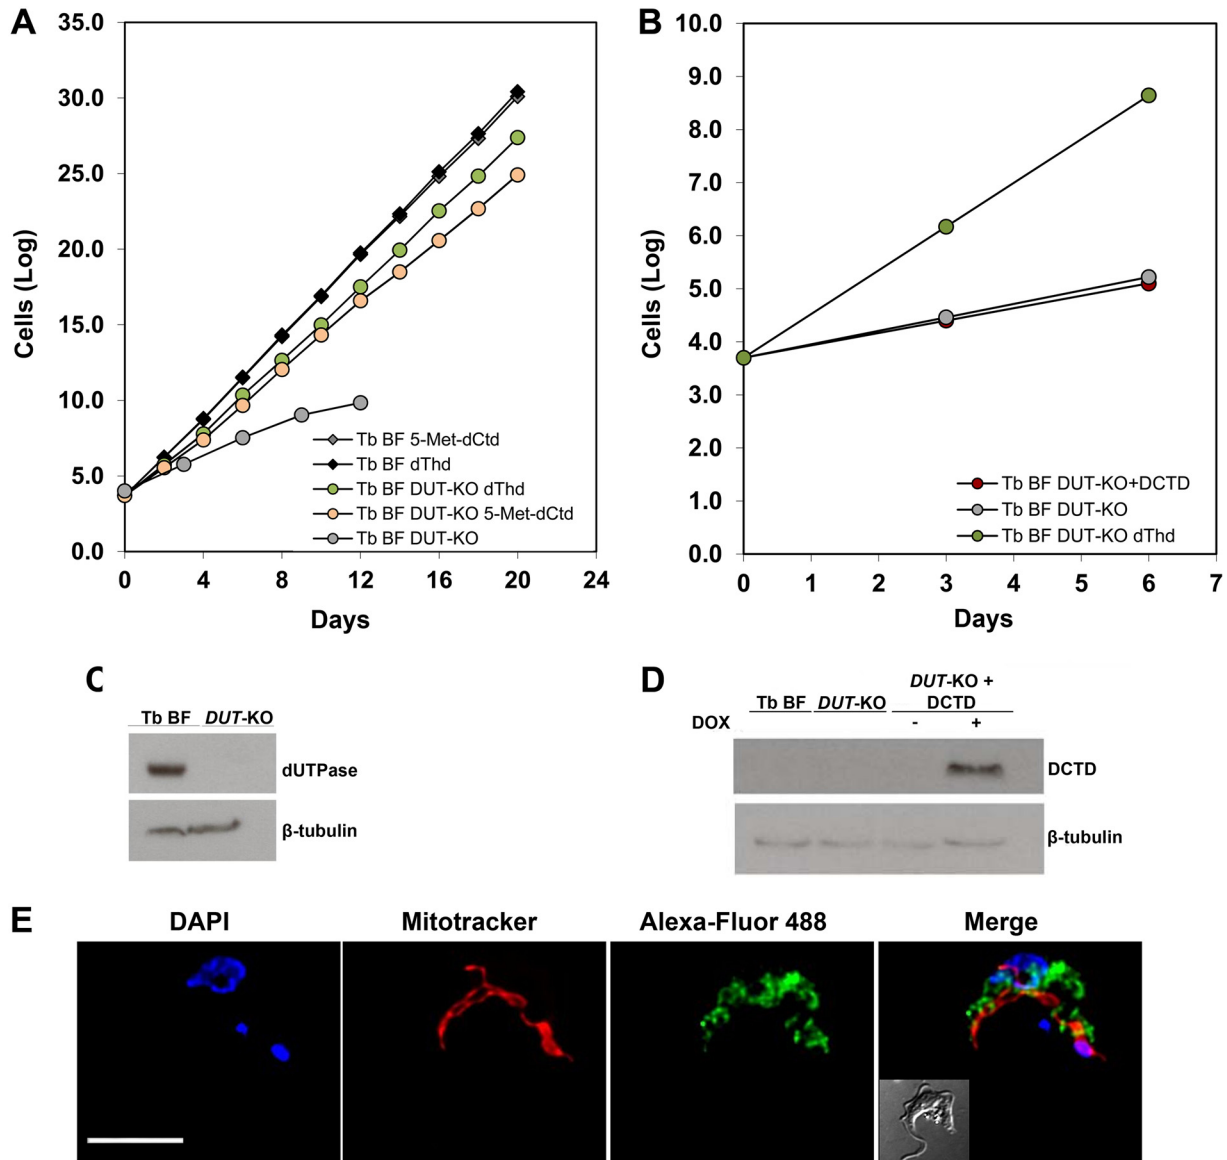 A
35.0
30.0
25.0
20.0
15.0
10.0
5.0
0.0
Cells (Log)
0 4 8 12 16 20 24
Days
Tb BF 5-Met-dCtd
Tb BF dThd
Tb BF DUT-KO dThd
Tb BF DUT-KO 5-Met-dCtd
Tb BF DUT-KO
B
10.0
9.0
8.0
7.0
6.0
5.0
4.0
3.0
2.0
1.0
0.0
Cells (Log)
0 1 2 3 4 5 6 7
Days
Tb BF DUT-KO+DCTD
Tb BF DUT-KO
Tb BF DUT-KO dThd
C
Tb BF DUT-KO
dUTPase
β-tubulin
D
DUT-KO +
Tb BF DUT-KO DCTD
DOX - +
DCTD
β-tubulin
E
DAPI Mitotracker Alexa-Fluor 488 Merge